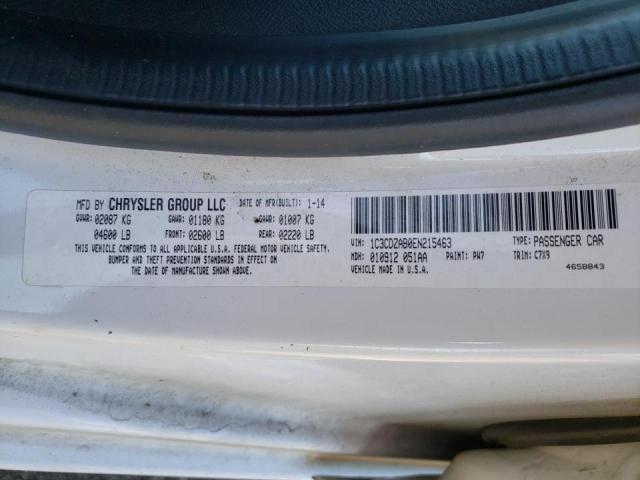 MFD BY CHRYSLER GROUP LLC DATE OF MFR(BUILT): 1-14
GVWR: 02087 KG GAWR: 01180 KG GAWR: 01007 KG
04600 LB FRONT: 02600 LB REAR: 02220 LB
THIS VEHICLE CONFORMS TO ALL APPLICABLE U.S.A. FEDERAL MOTOR VEHICLE SAFETY,
BUMPER AND THEFT PREVENTION STANDARDS IN EFFECT ON
THE DATE OF MANUFACTURE SHOWN ABOVE.
VIN: 1C3CDZAB0EN215463 TYPE: PASSENGER CAR
MDH: 010912 051AA PAINT: PW7 TRIM: C7X9
VEHICLE MADE IN U.S.A. 4658843